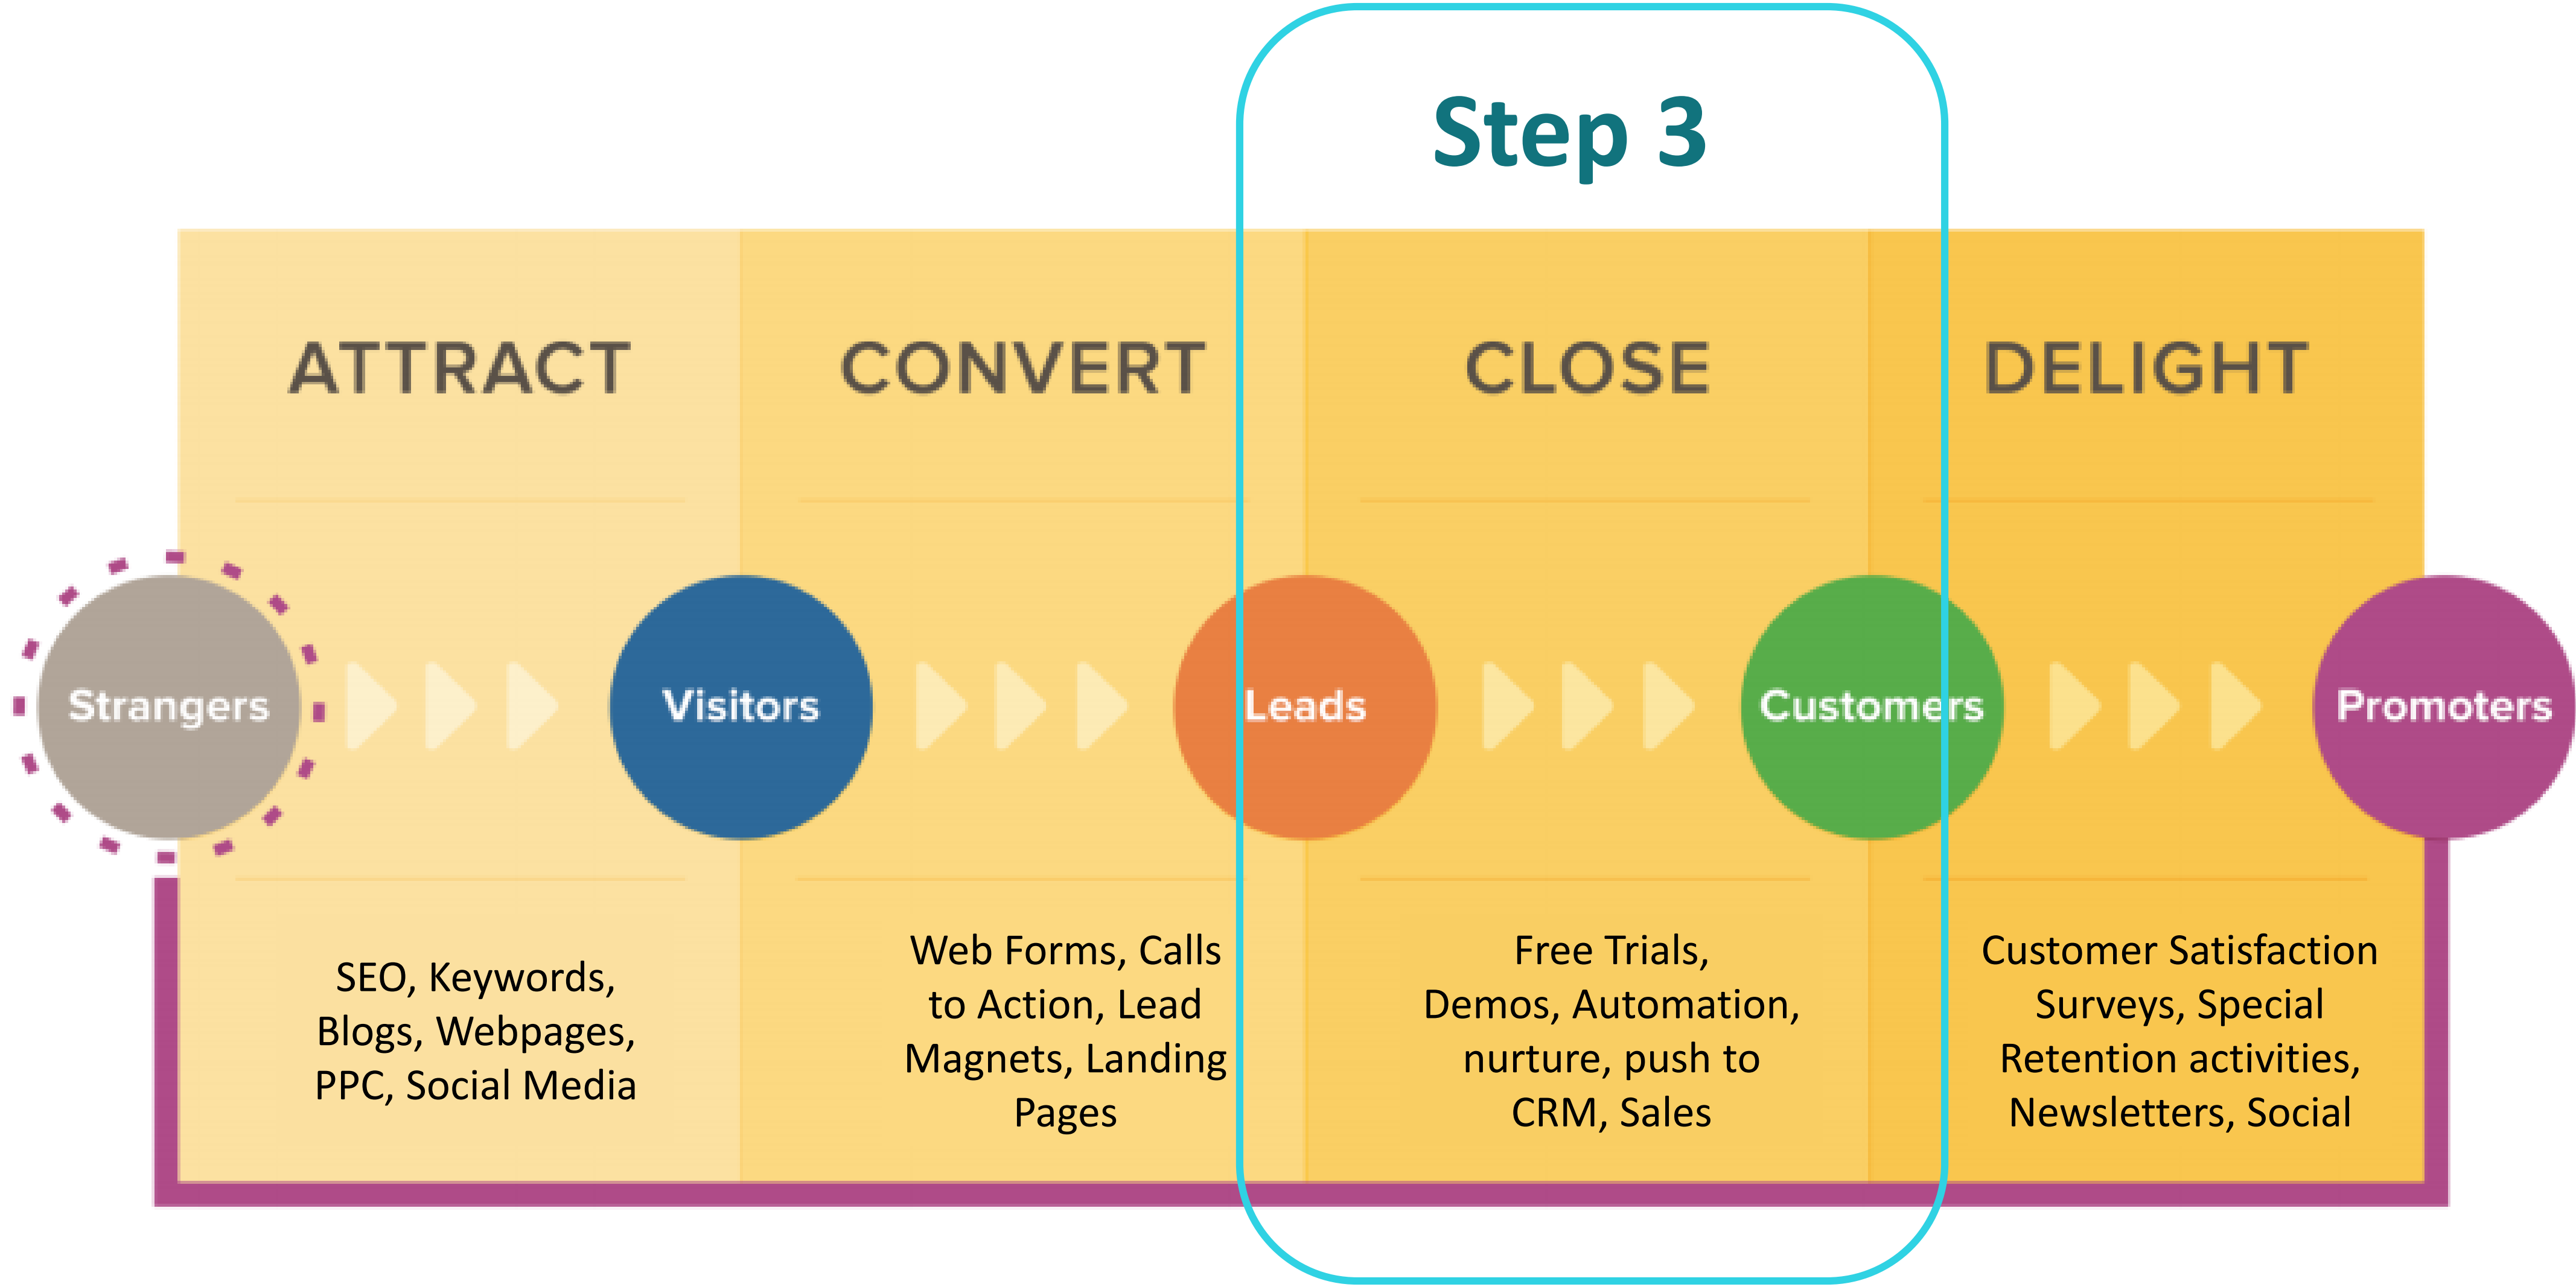 Step 3
ATTRACT
CONVERT
CLOSE
DELIGHT
Strangers
Visitors
Leads
Customers
Promoters
SEO, Keywords,
Blogs, Webpages,
PPC, Social Media
Web Forms, Calls
to Action, Lead
Magnets, Landing
Pages
Free Trials,
Demos, Automation,
nurture, push to
CRM, Sales
Customer Satisfaction
Surveys, Special
Retention activities,
Newsletters, Social